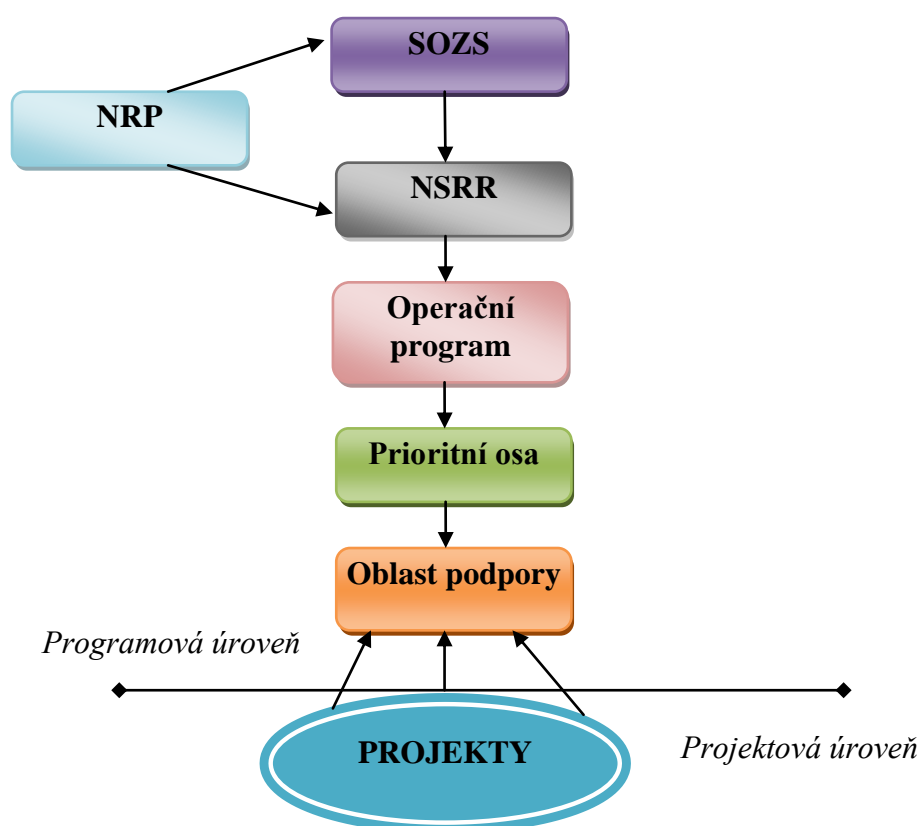 SOZS
NRP
NSRR
Operační
program
Prioritní osa
Oblast podpory
Programová úroveň
PROJEKTY
Projektová úroveň